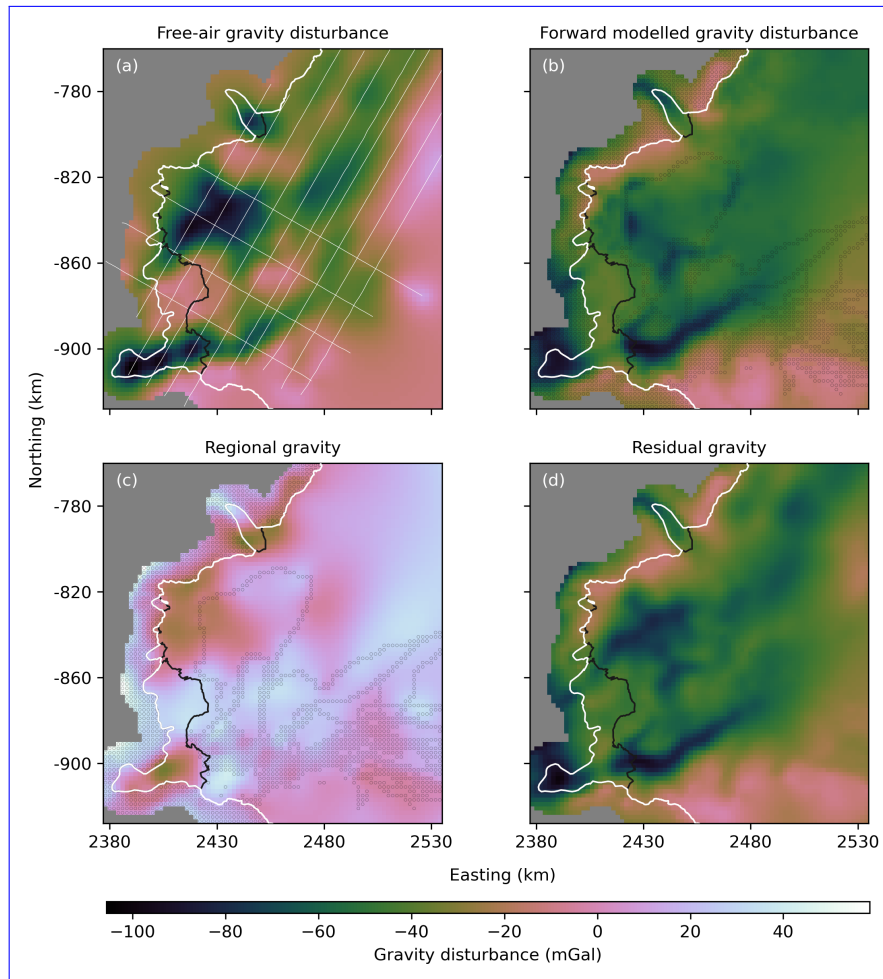 Free-air gravity disturbance
Forward modelled gravity disturbance
(a)
(b)
-780
-820
-860
-900
Northing (km)
Regional gravity
Residual gravity
(c)
(d)
-780
-820
-860
-900
2380 2430 2480 2530
2380 2430 2480 2530
Easting (km)
−100 −80 −60 −40 −20 0 20 40
Gravity disturbance (mGal)